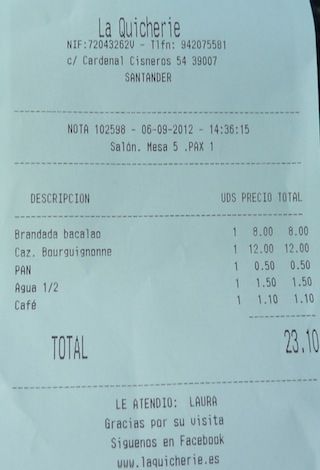 La Quicherie
NIF:72043262V - Tlfn: 942075581
c/ Cardenal Cisneros 54 39007
SANTANDER
NOTA 102598 - 06-09-2012 - 14:36:15
Salón. Mesa 5 .PAX 1
DESCRIPCION UDS PRECIO TOTAL
Brandada bacalao 1 8.00 8.00
Caz. Bourguignonne 1 12.00 12.00
PAN 1 0.50 0.50
Agua 1/2 1 1.50 1.50
Café 1 1.10 1.10
TOTAL 23.10
LE ATENDIO: LAURA
Gracias por su visita
Siguenos en Facebook
www.laquicherie.es